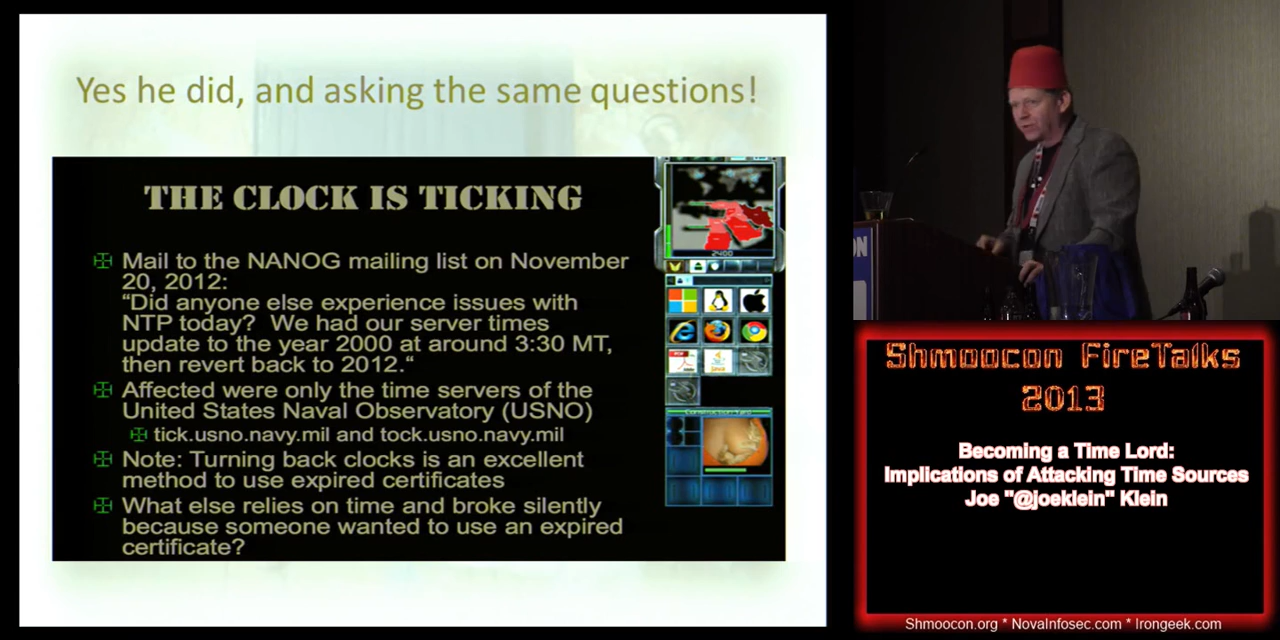 Yes he did, and asking the same questions!
THE CLOCK IS TICKING
Mail to the NANOG mailing list on November
20, 2012:
“Did anyone else experience issues with
NTP today? We had our server times
update to the year 2000 at around 3:30 MT,
then revert back to 2012.“
Affected were only the time servers of the
United States Naval Observatory (USNO)
tick.usno.navy.mil and tock.usno.navy.mil
Note: Turning back clocks is an excellent
method to use expired certificates
What else relies on time and broke silently
because someone wanted to use an expired
certificate?
2400
PDF
Java
Construction Yard
ON
Shmoocon FireTalks
2013
Becoming a Time Lord:
Implications of Attacking Time Sources
Joe "@joeklein" Klein
Shmoocon.org * NovaInfosec.com * Irongeek.com